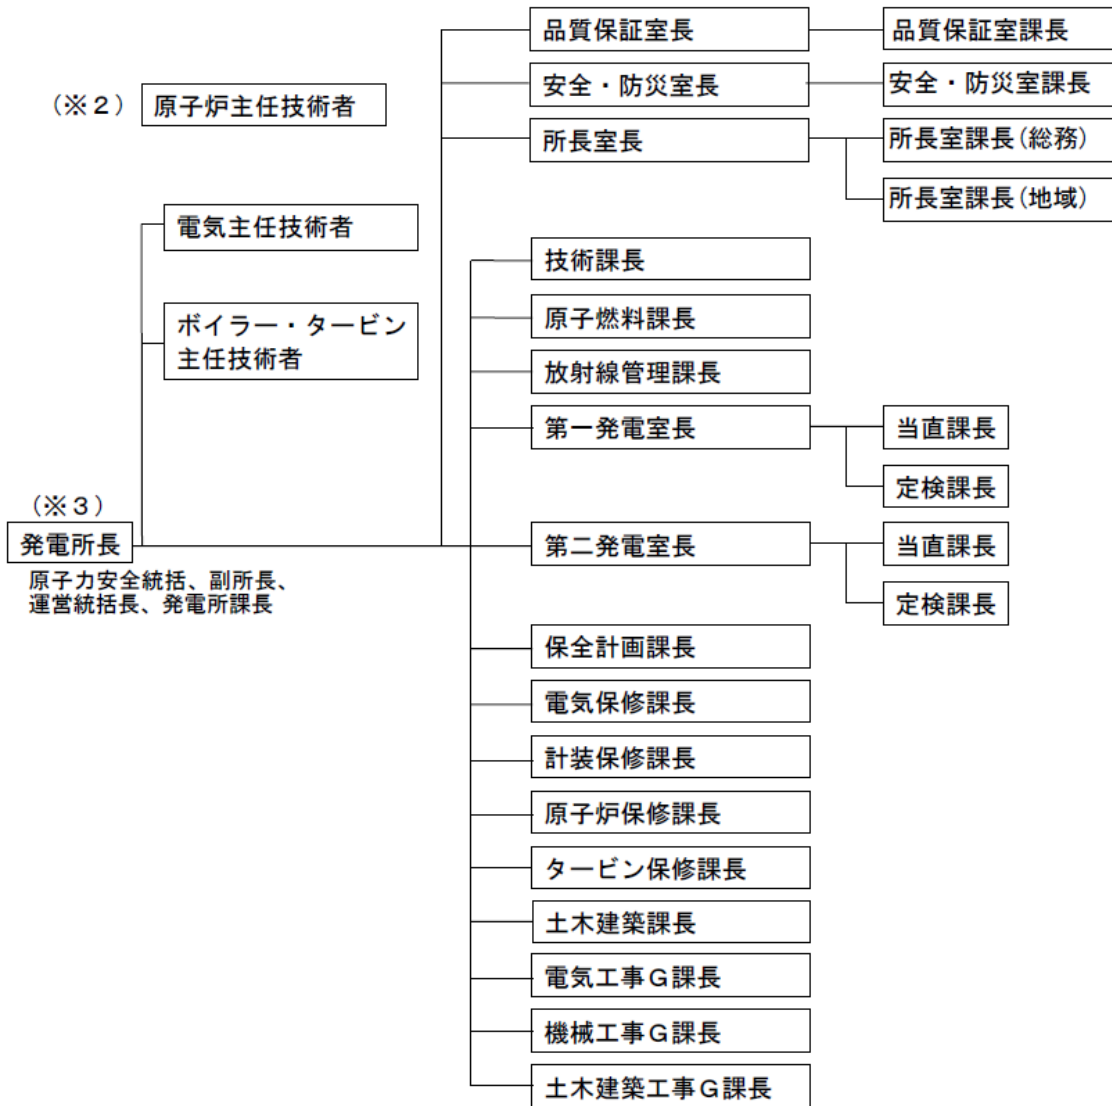 品質保証室長
品質保証室課長
安全・防災室長
安全・防災室課長
(※2)
原子炉主任技術者
所長室長
所長室課長(総務)
所長室課長(地域)
電気主任技術者
技術課長
ボイラー・タービン
主任技術者
原子燃料課長
放射線管理課長
第一発電室長
当直課長
定検課長
(※3)
発電所長
原子力安全統括、副所長、
運営統括長、発電所課長
第二発電室長
当直課長
定検課長
保全計画課長
電気保修課長
計装保修課長
原子炉保修課長
タービン保修課長
土木建築課長
電気工事G課長
機械工事G課長
土木建築工事G課長